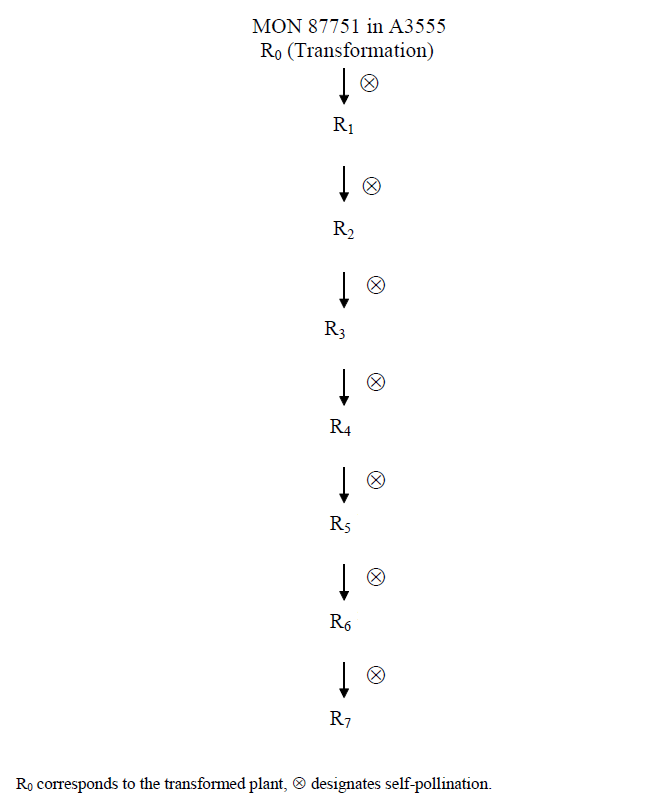 MON 87751 in A3555
R₀ (Transformation)
⊗
R₁
⊗
R₂
⊗
R₃
⊗
R₄
⊗
R₅
⊗
R₆
⊗
R₇
R₀ corresponds to the transformed plant, ⊗ designates self-pollination.